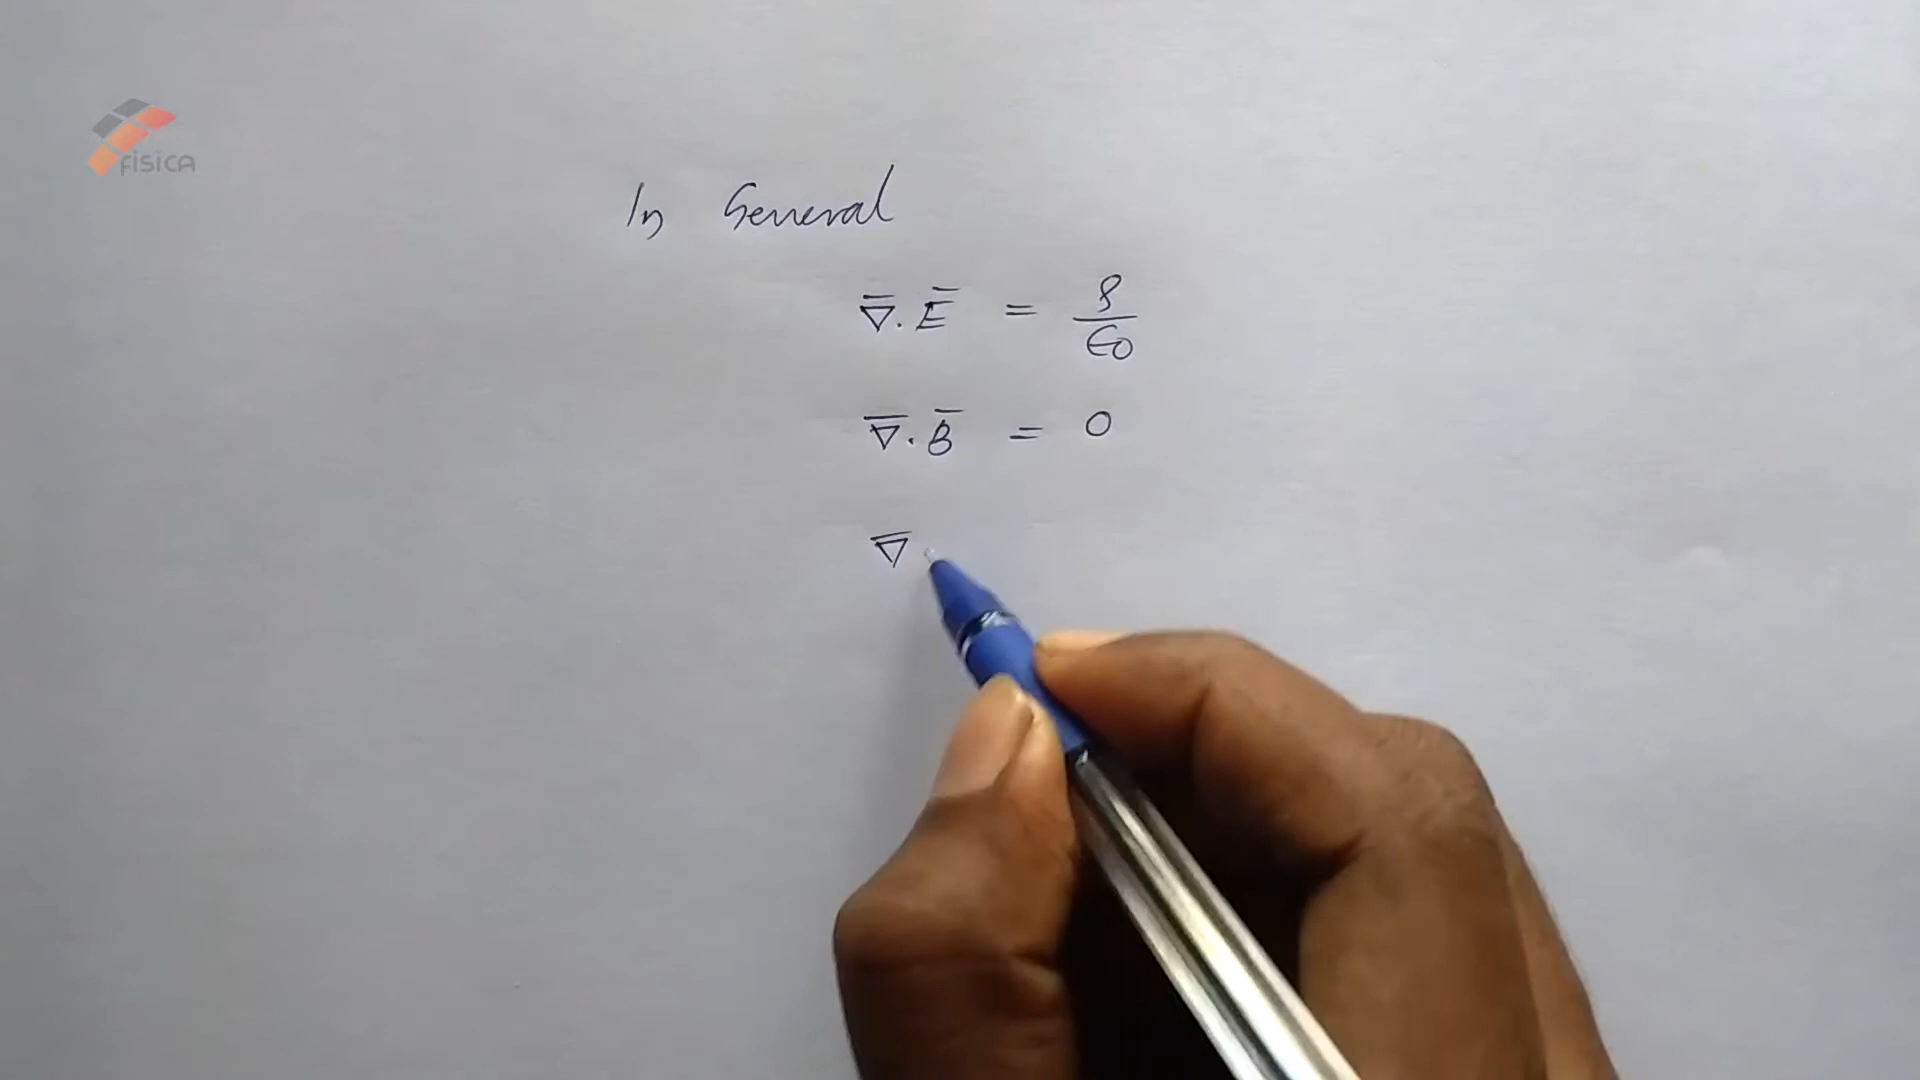 fisica
In General
∇̅. E̅ = ρ/ϵ0
∇̅. B̅ = 0
∇̅